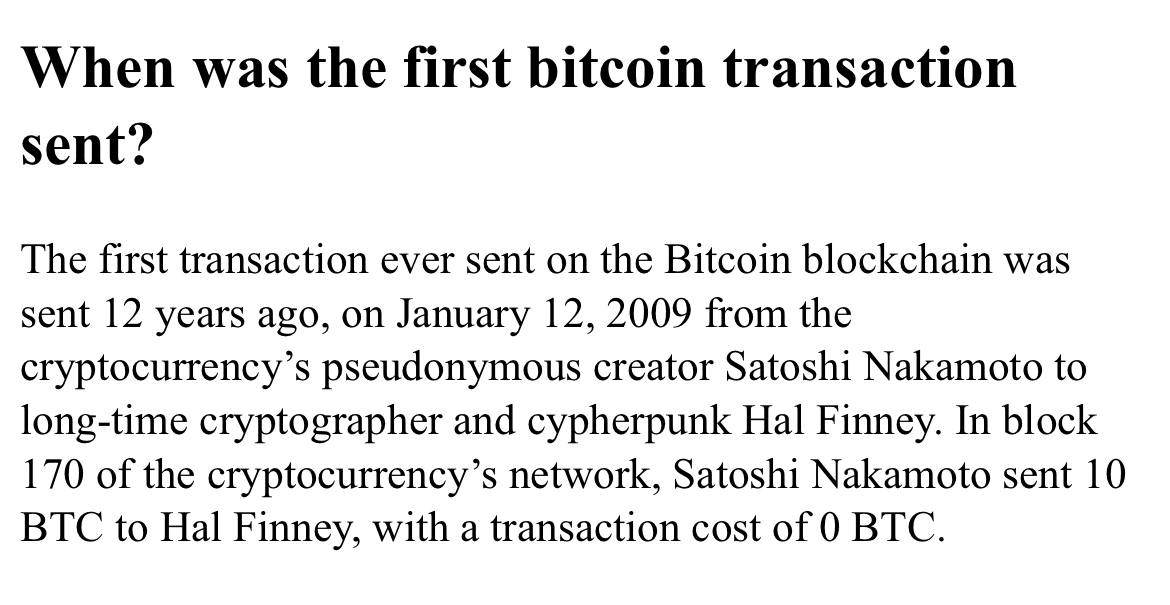 When was the first bitcoin transaction
sent?
The first transaction ever sent on the Bitcoin blockchain was
sent 12 years ago, on January 12, 2009 from the
cryptocurrency’s pseudonymous creator Satoshi Nakamoto to
long-time cryptographer and cypherpunk Hal Finney. In block
170 of the cryptocurrency’s network, Satoshi Nakamoto sent 10
BTC to Hal Finney, with a transaction cost of 0 BTC.